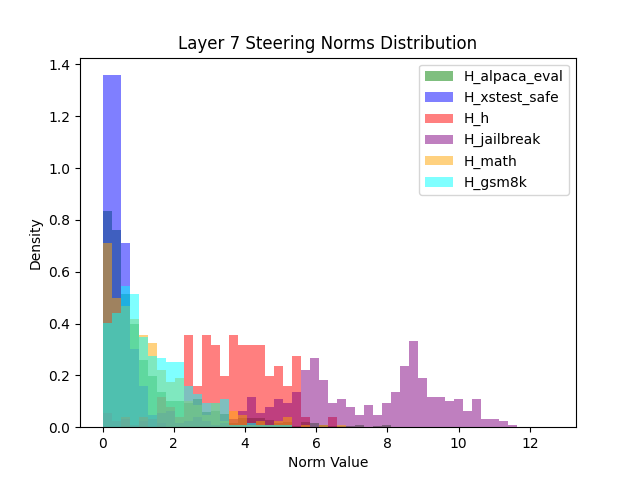 Layer 7 Steering Norms Distribution
H_alpaca_eval
H_xstest_safe
H_h
H_jailbreak
H_math
H_gsm8k
1.4
1.2
1.0
0.8
0.6
0.4
0.2
0.0
Density
0 2 4 6 8 10 12
Norm Value